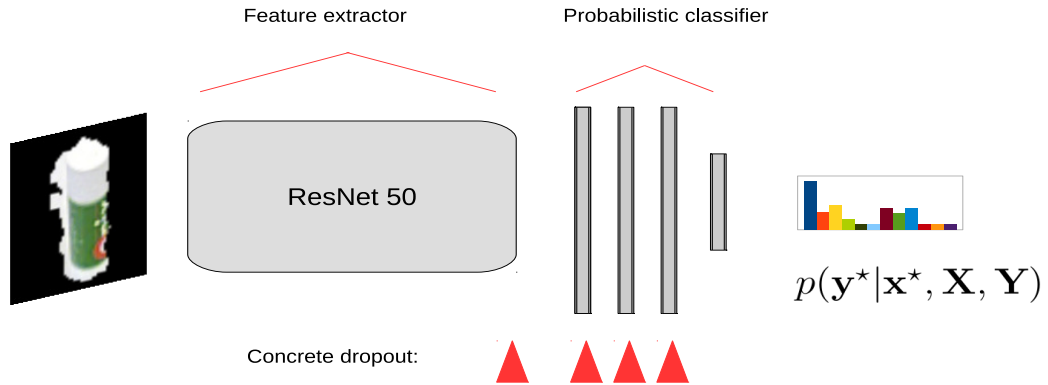 Feature extractor
Probabilistic classifier
ResNet 50
p(y⋆|x⋆, X, Y)
Concrete dropout: